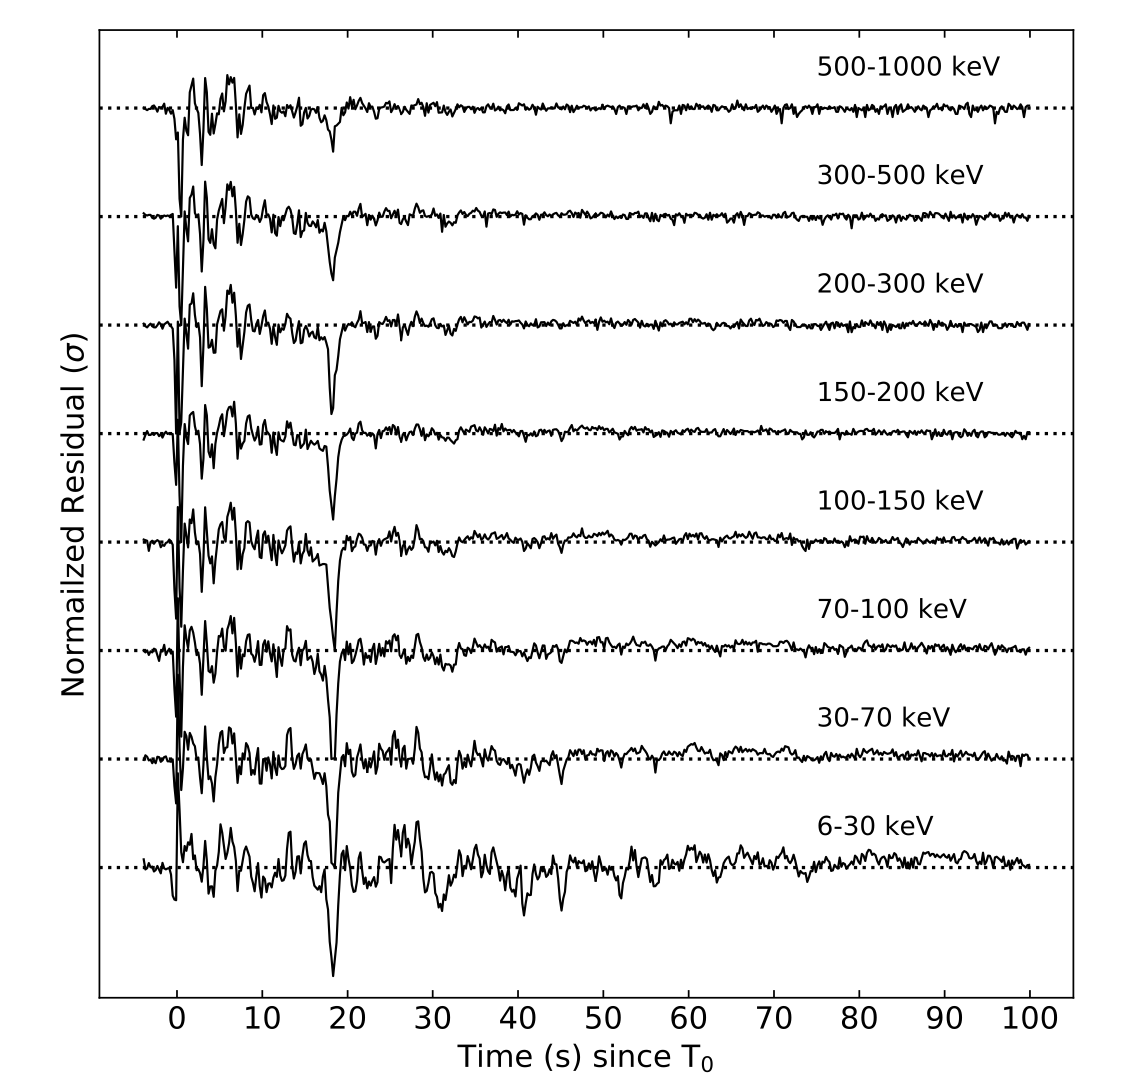 500-1000 keV
300-500 keV
200-300 keV
150-200 keV
100-150 keV
70-100 keV
30-70 keV
6-30 keV
Normailzed Residual (σ)
0 10 20 30 40 50 60 70 80 90 100
Time (s) since T₀